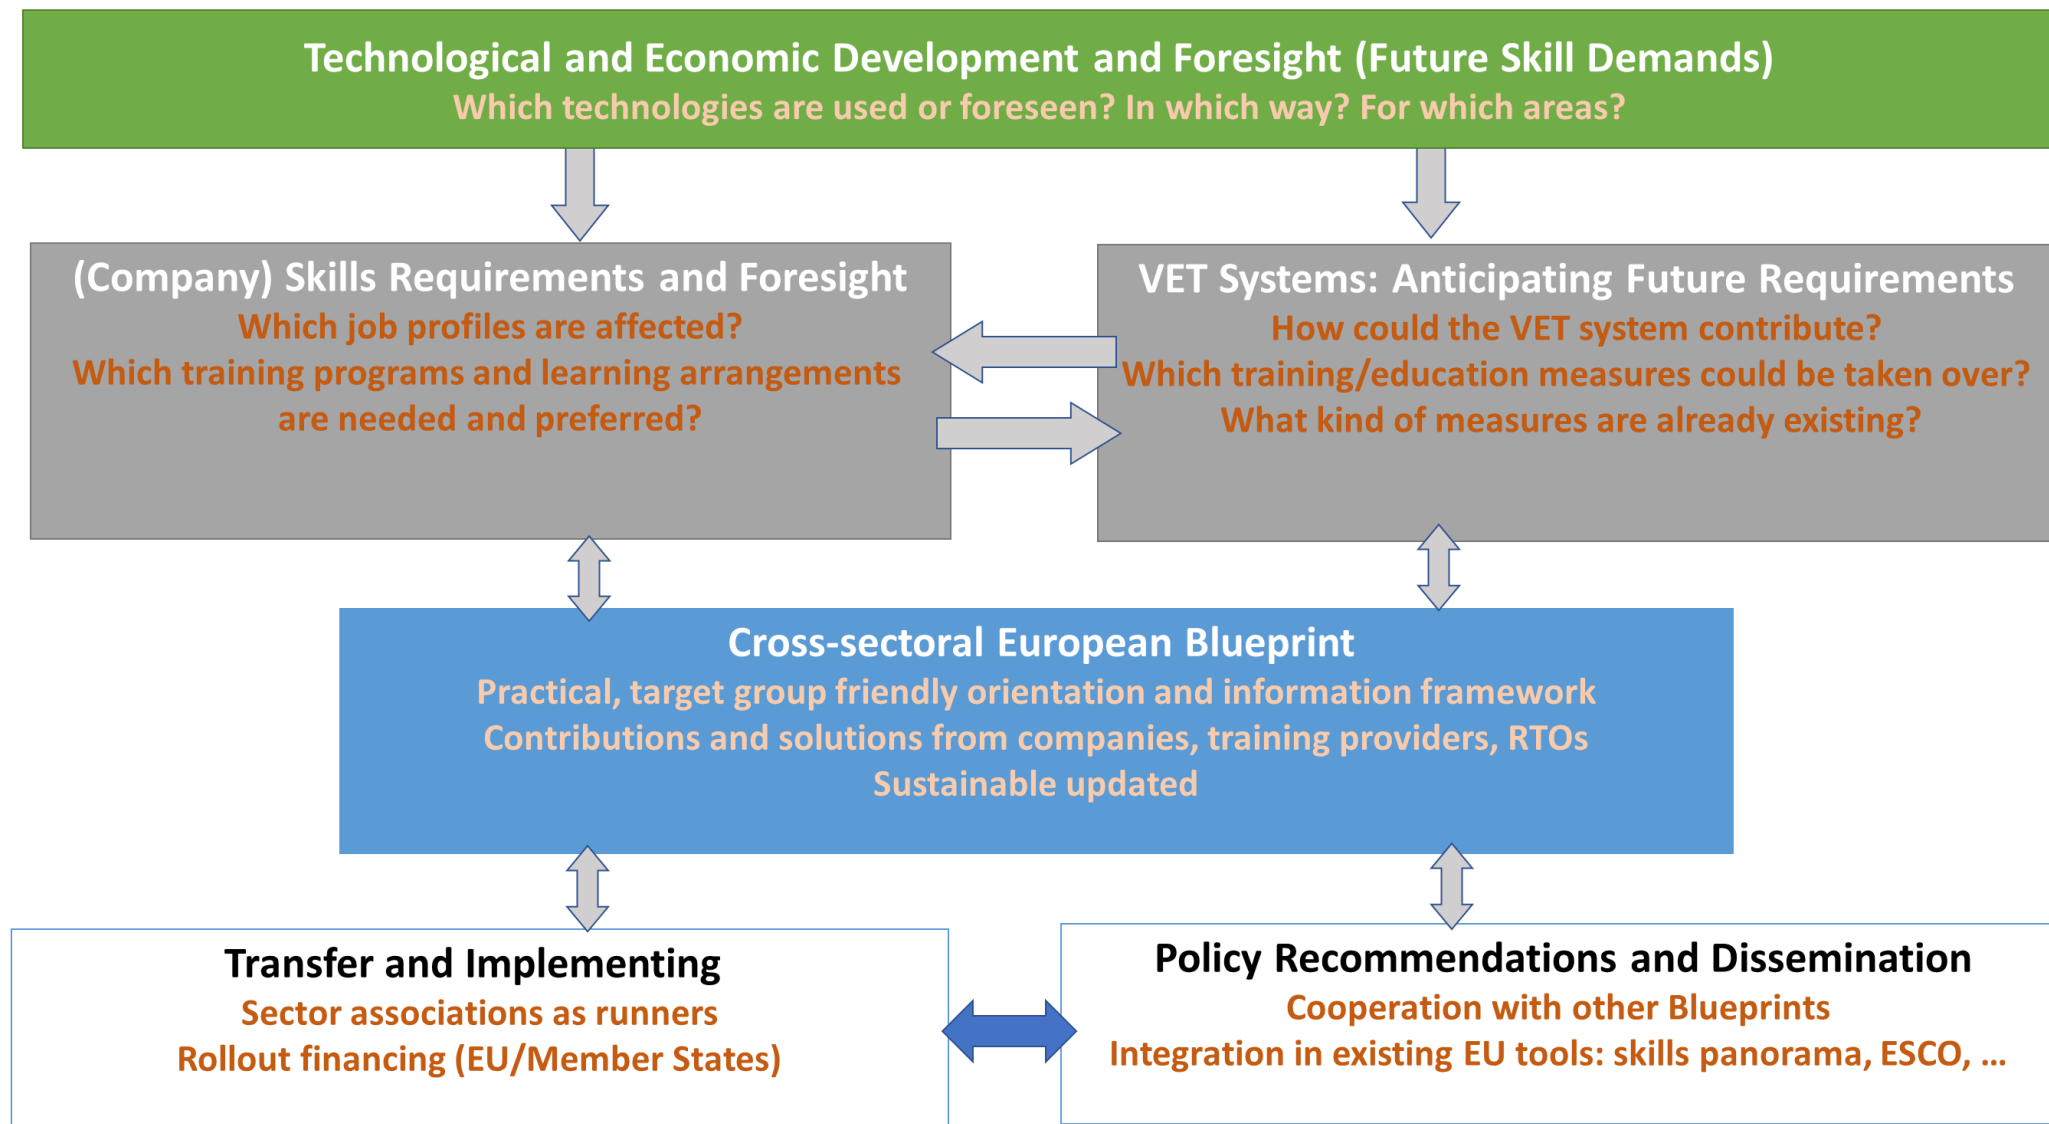 Technological and Economic Development and Foresight (Future Skill Demands)
Which technologies are used or foreseen? In which way? For which areas?
(Company) Skills Requirements and Foresight
Which job profiles are affected?
Which training programs and learning arrangements
are needed and preferred?
VET Systems: Anticipating Future Requirements
How could the VET system contribute?
Which training/education measures could be taken over?
What kind of measures are already existing?
Cross-sectoral European Blueprint
Practical, target group friendly orientation and information framework
Contributions and solutions from companies, training providers, RTOs
Sustainable updated
Transfer and Implementing
Sector associations as runners
Rollout financing (EU/Member States)
Policy Recommendations and Dissemination
Cooperation with other Blueprints
Integration in existing EU tools: skills panorama, ESCO, ...